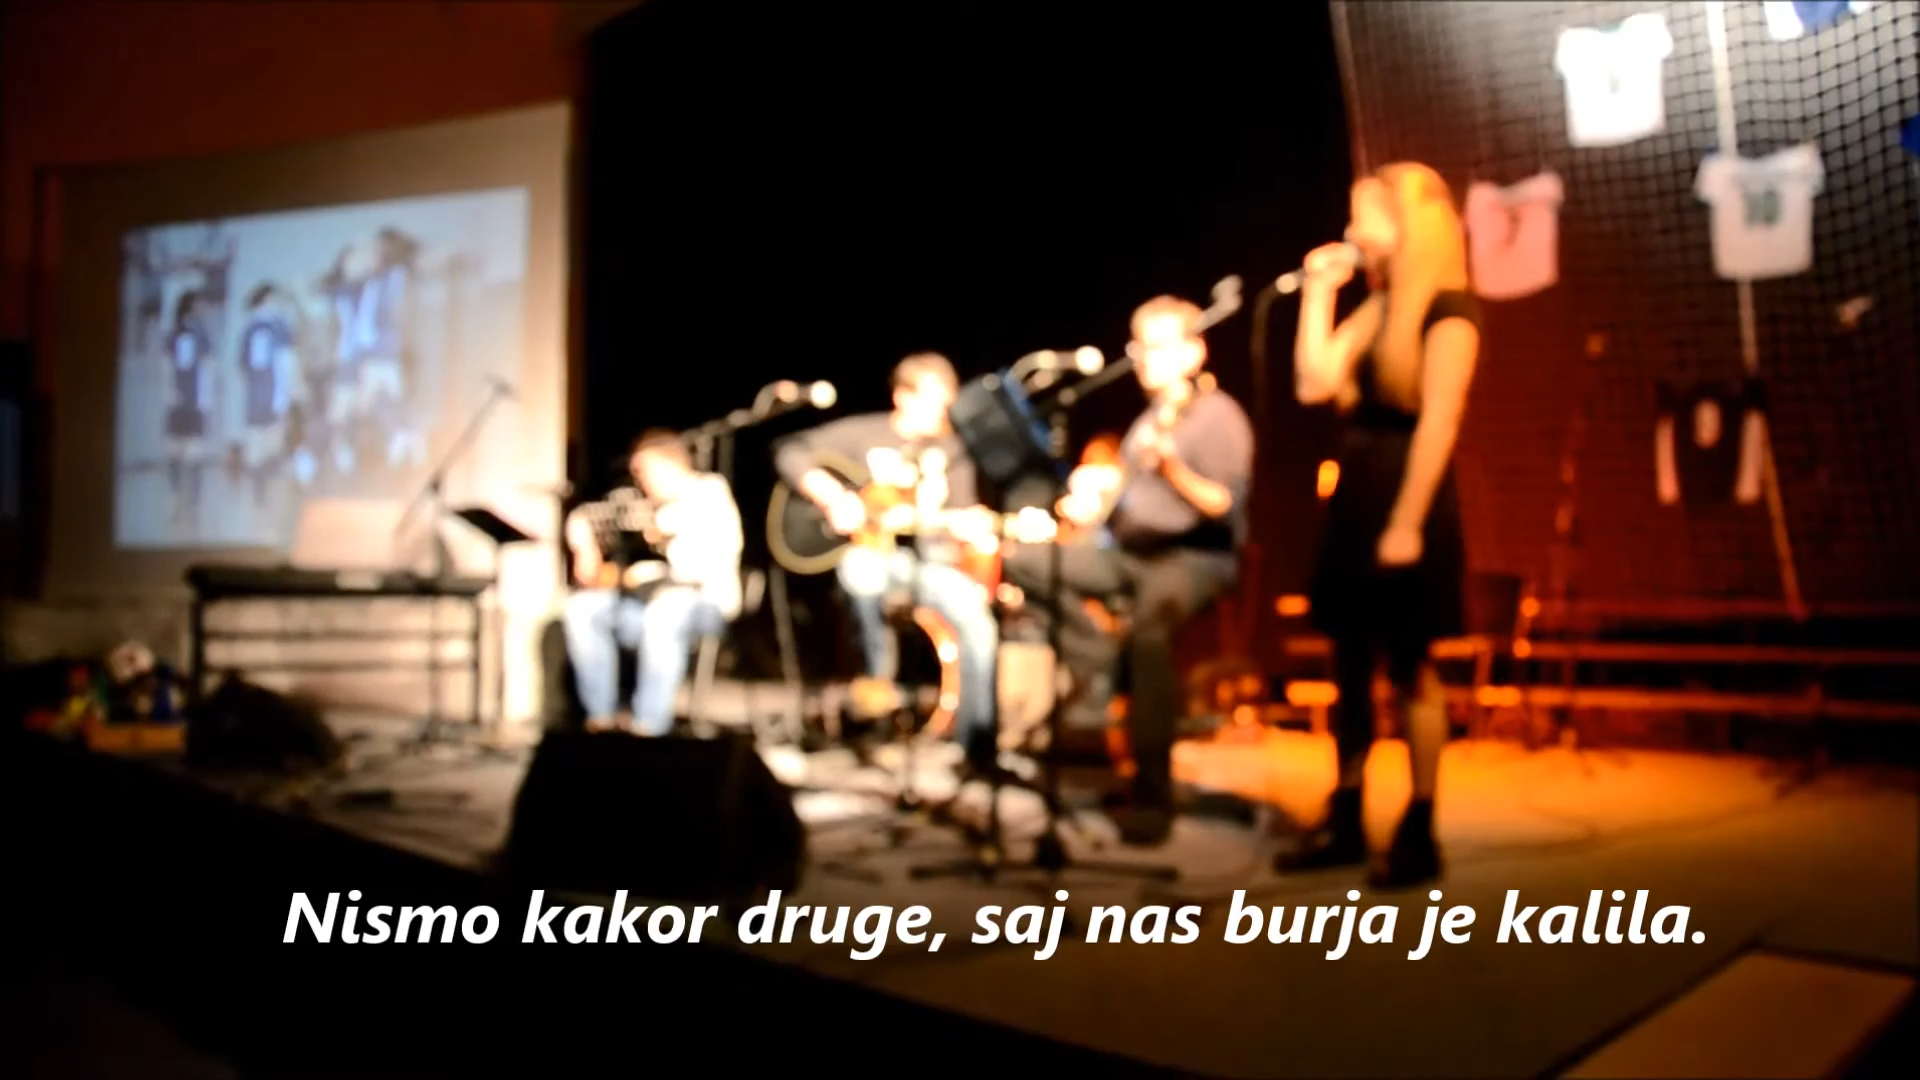 Nismo kakor druge, saj nas burja je kalila.